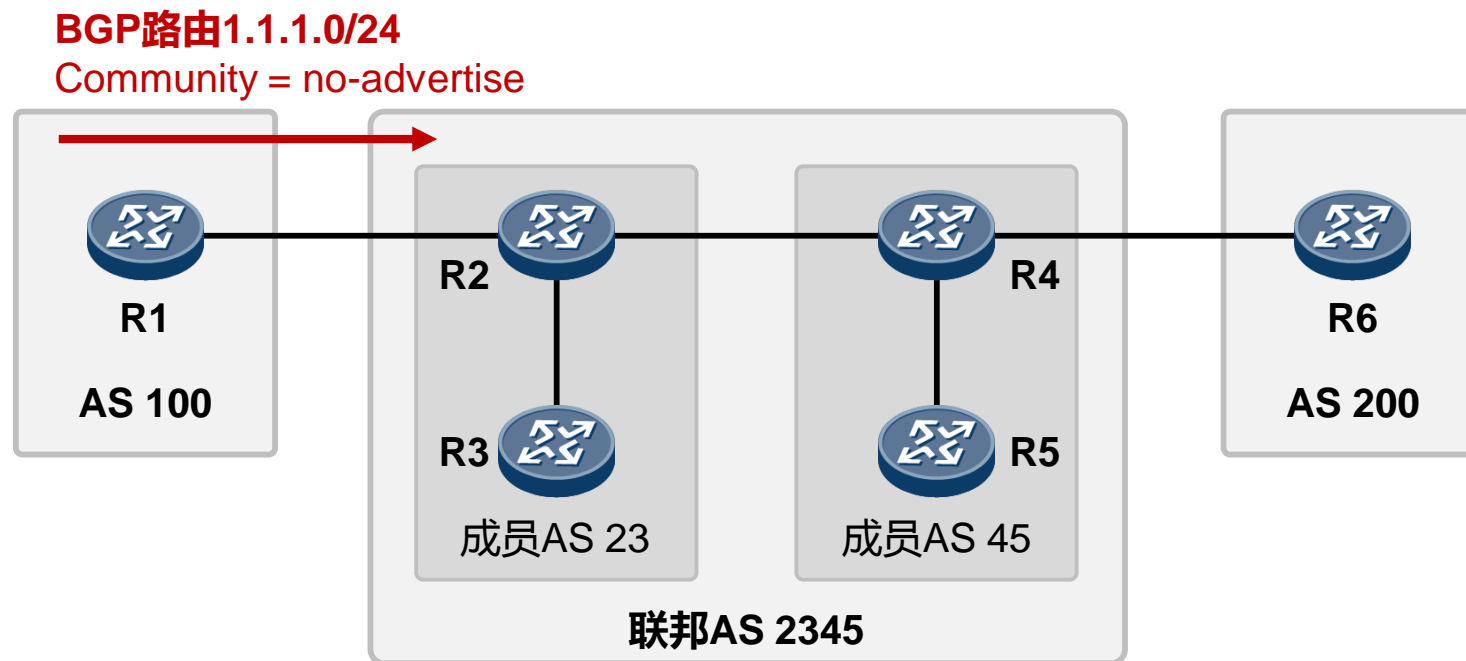 BGP路由1.1.1.0/24
Community = no-advertise
R1
AS 100
R2
R3
成员AS 23
R4
R5
成员AS 45
联邦AS 2345
R6
AS 200